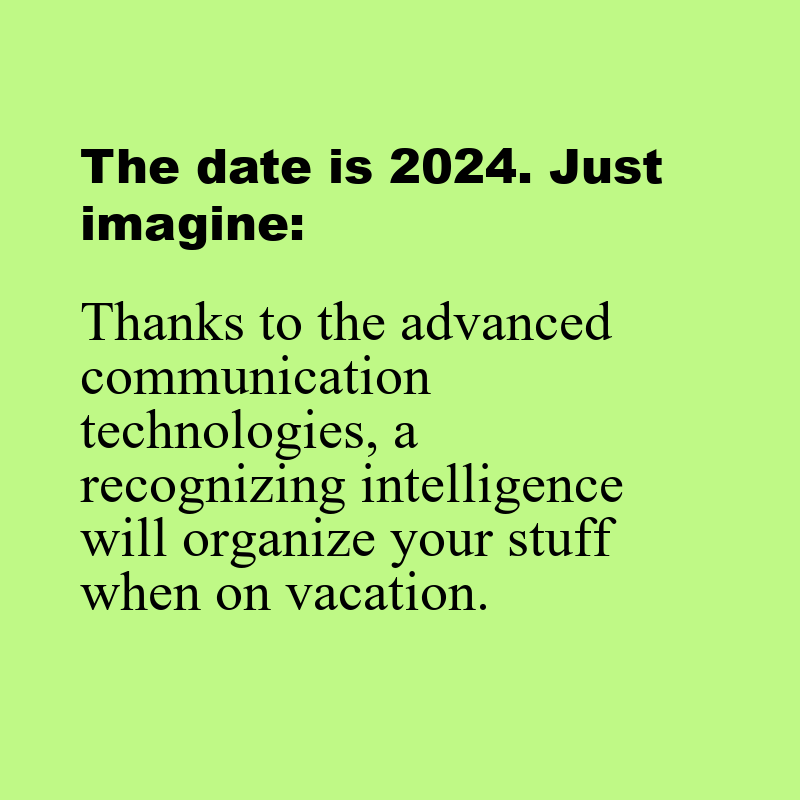 The date is 2024. Just
imagine:
Thanks to the advanced
communication
technologies, a
recognizing intelligence
will organize your stuff
when on vacation.